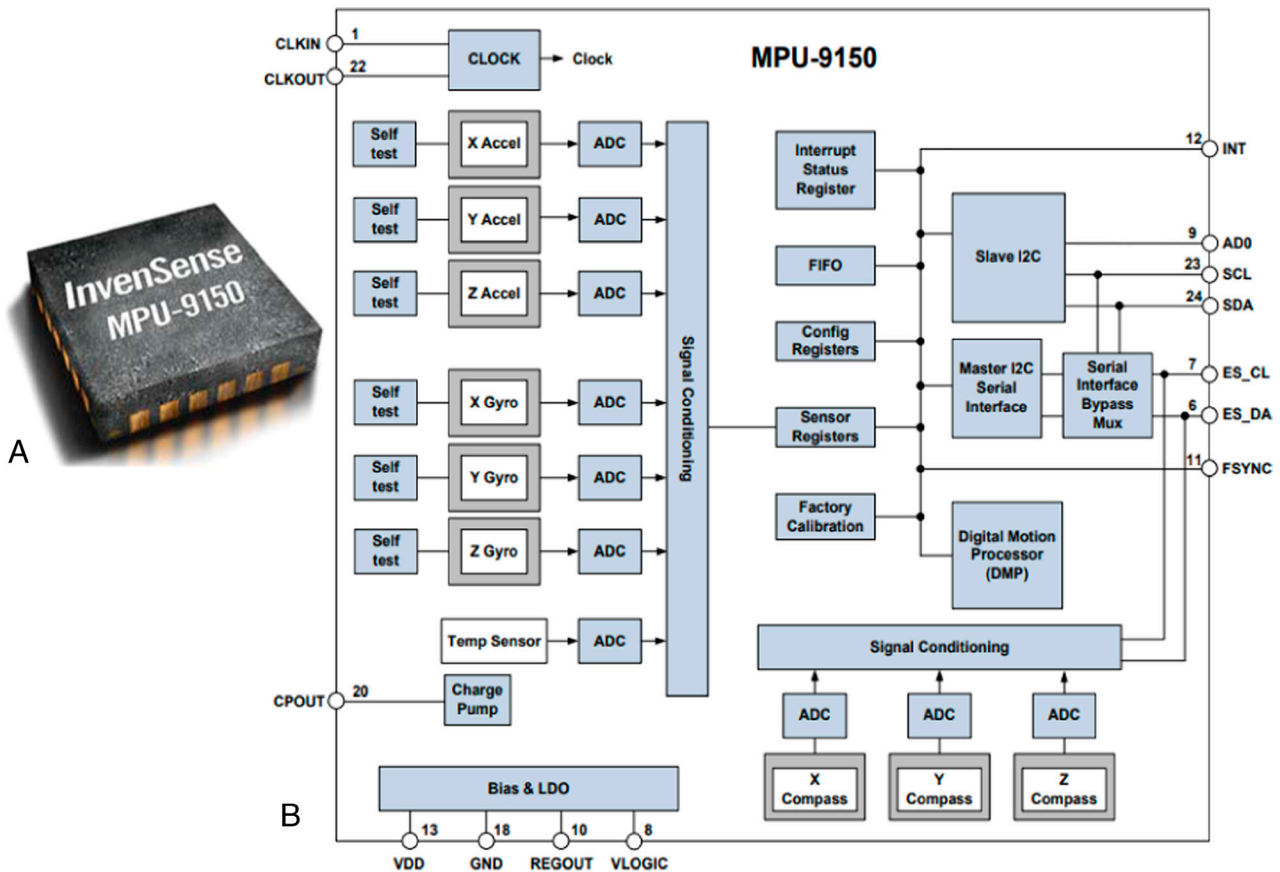 InvenSense
MPU-9150
A
B
MPU-9150
CLKIN
1
CLKOUT
22
CLOCK
Clock
Self
test
X Accel
ADC
Self
test
Y Accel
ADC
Self
test
Z Accel
ADC
Self
test
X Gyro
ADC
Self
test
Y Gyro
ADC
Self
test
Z Gyro
ADC
Temp Sensor
ADC
Signal Conditioning
CPOUT
20
Charge
Pump
Bias & LDO
13
18
10
8
VDD
GND
REGOUT
VLOGIC
Interrupt
Status
Register
FIFO
Config
Registers
Sensor
Registers
Factory
Calibration
Slave I2C
Master I2C
Serial
Interface
Serial
Interface
Bypass
Mux
Digital Motion
Processor
(DMP)
12
INT
9
AD0
23
SCL
24
SDA
7
ES_CL
6
ES_DA
11
FSYNC
Signal Conditioning
ADC
ADC
ADC
X
Compass
Y
Compass
Z
Compass